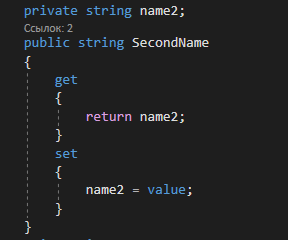 private string name2;
Ссылок: 2
public string SecondName
{
get
{
return name2;
}
set
{
name2 = value;
}
}